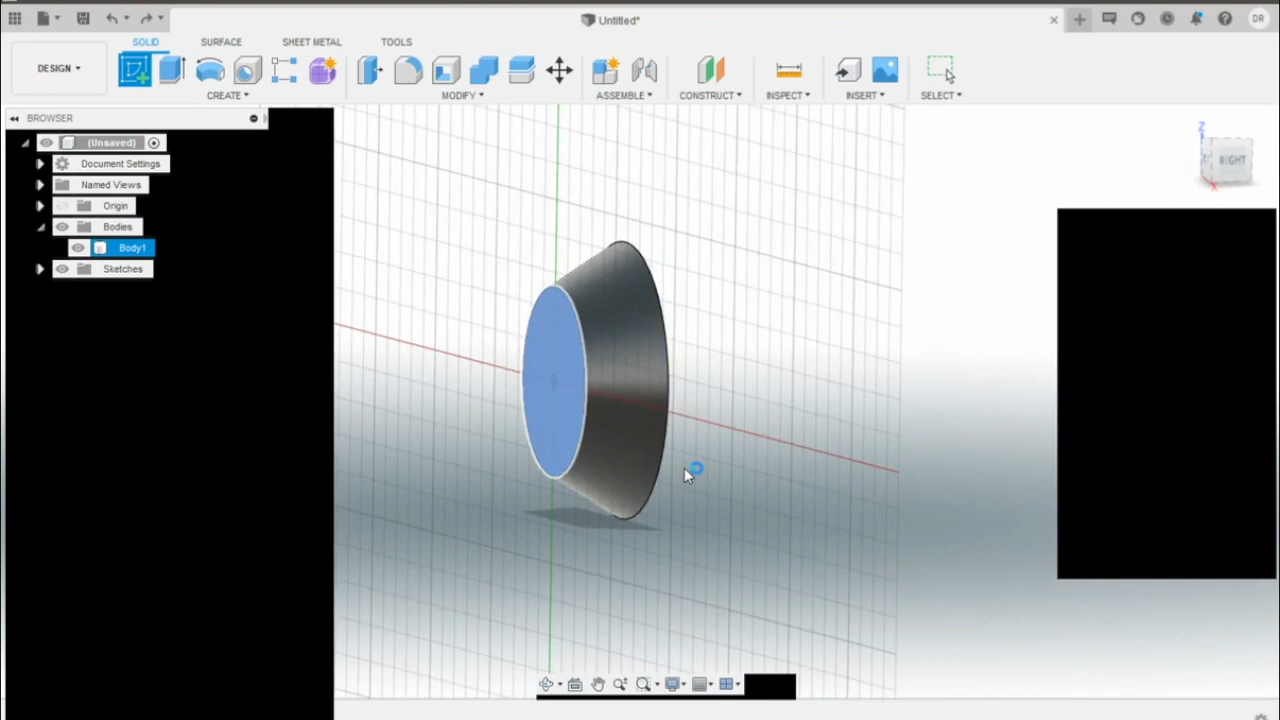 Untitled*
DR
DESIGN
SOLID SURFACE SHEET METAL TOOLS
CREATE MODIFY ASSEMBLE CONSTRUCT INSPECT INSERT SELECT
BROWSER
(Unsaved)
Document Settings
Named Views
Origin
Bodies
Body1
Sketches
Z
RIGHT
X